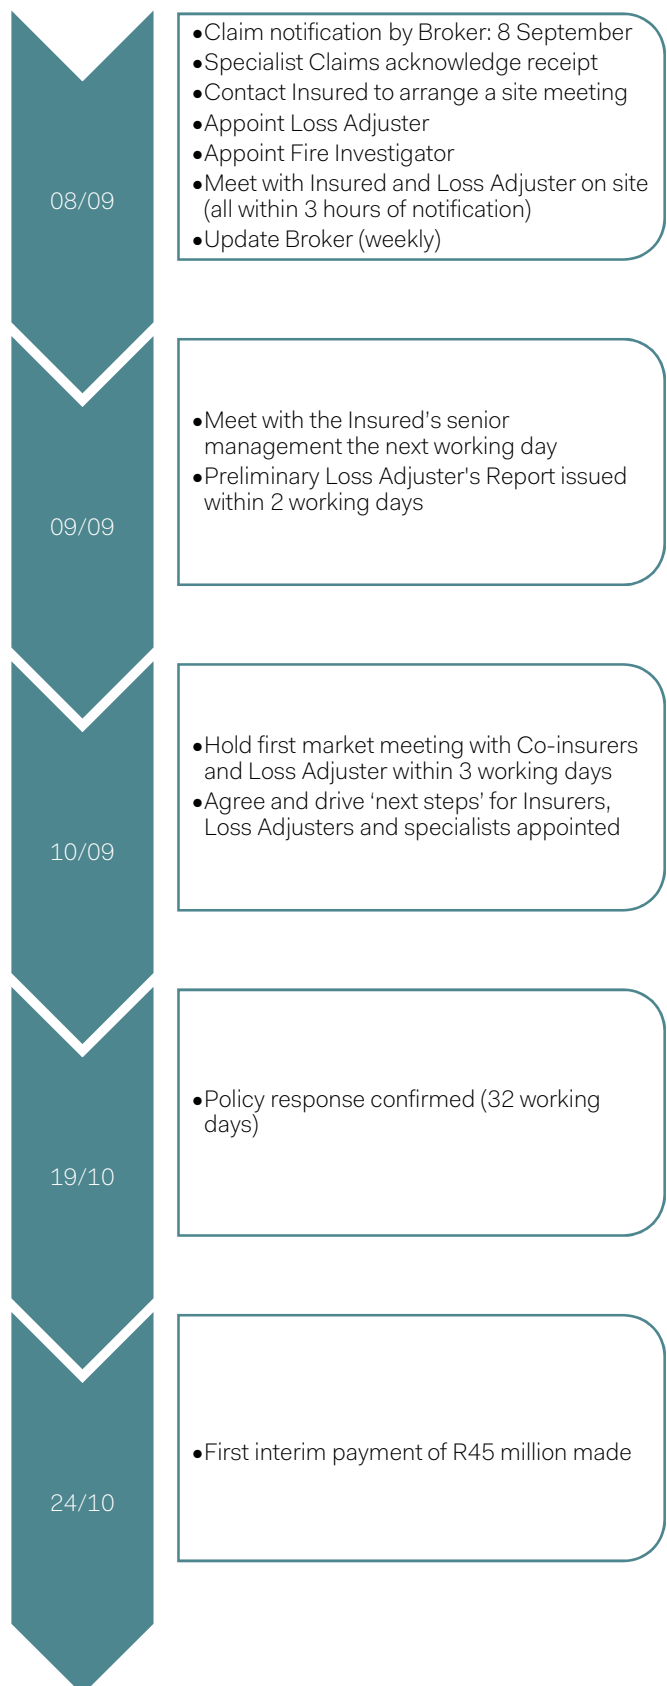 08/09
•Claim notification by Broker: 8 September
•Specialist Claims acknowledge receipt
•Contact Insured to arrange a site meeting
•Appoint Loss Adjuster
•Appoint Fire Investigator
•Meet with Insured and Loss Adjuster on site
(all within 3 hours of notification)
•Update Broker (weekly)
09/09
•Meet with the Insured’s senior
management the next working day
•Preliminary Loss Adjuster's Report issued
within 2 working days
10/09
•Hold first market meeting with Co-insurers
and Loss Adjuster within 3 working days
•Agree and drive ‘next steps’ for Insurers,
Loss Adjusters and specialists appointed
19/10
•Policy response confirmed (32 working
days)
24/10
•First interim payment of R45 million made